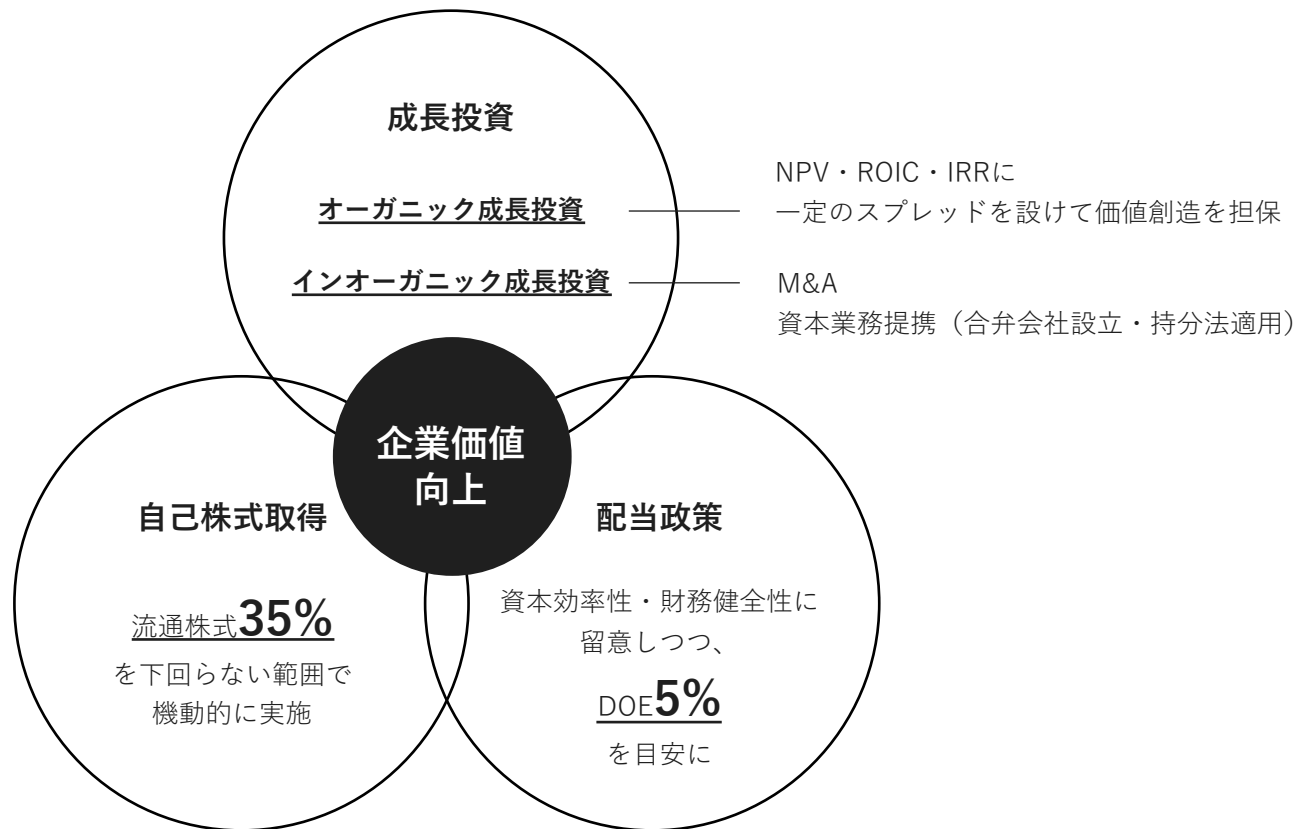 成長投資
オーガニック成長投資
NPV・ROIC・IRRに
一定のスプレッドを設けて価値創造を担保
インオーガニック成長投資
M&A
資本業務提携（合弁会社設立・持分法適用）
企業価値
向上
自己株式取得
流通株式35%
を下回らない範囲で
機動的に実施
配当政策
資本効率性・財務健全性に
留意しつつ、
DOE5%
を目安に